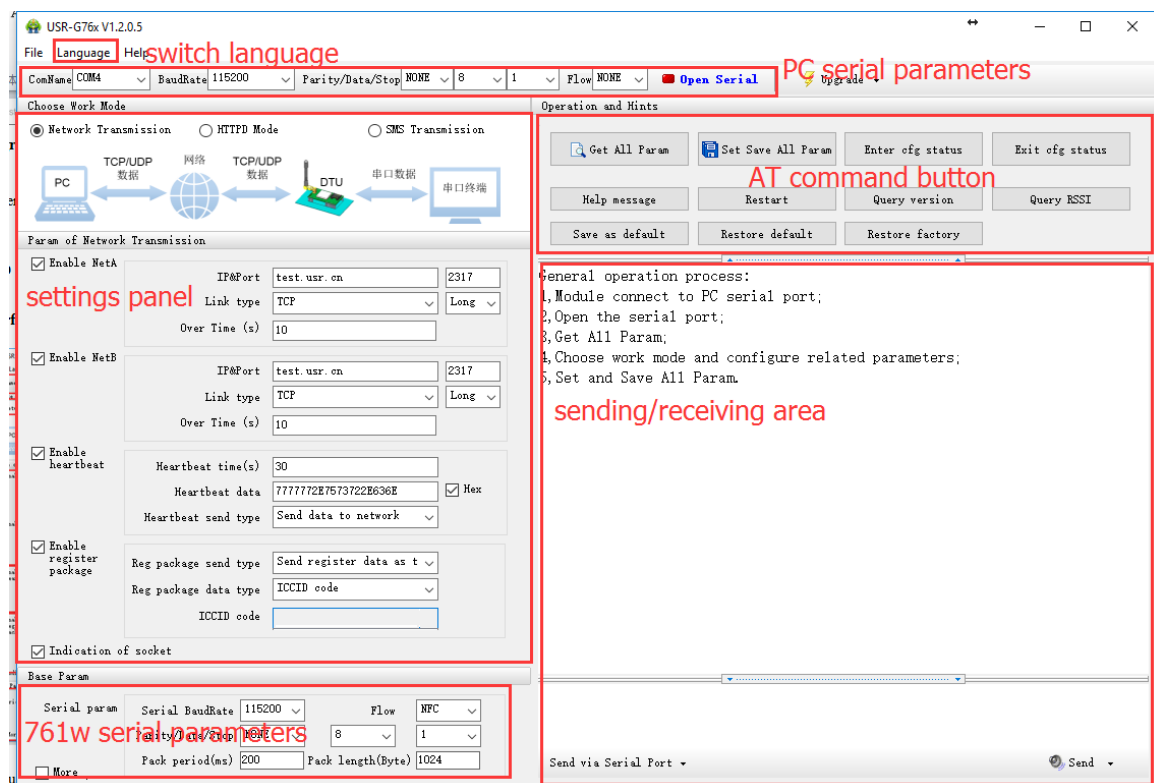 USR-G76x V1.2.0.5
File Language Help
switch language
ComName COM4 BaudRate 115200 Parity/Data/Stop NONE 8 1 Flow NONE Open Serial Upgrade
PC serial parameters
Choose Work Mode
Network Transmission HTTPD Mode SMS Transmission
PC
TCP/UDP
数据
网络
TCP/UDP
数据
DTU
串口数据
串口终端
Param of Network Transmission
Enable NetA
IP&Port test.usr.cn 2317
Link type TCP Long
Over Time (s) 10
settings panel
Enable NetB
IP&Port test.usr.cn 2317
Link type TCP Long
Over Time (s) 10
Enable
heartbeat
Heartbeat time(s) 30
Heartbeat data 7777772E7573722E636E Hex
Heartbeat send type Send data to network
Enable
register
package
Reg package send type Send register data as t
Reg package data type ICCID code
ICCID code
Indication of socket
Base Param
Serial param Serial BaudRate 115200 Flow NFC
Parity/Data/Stop NONE 8 1
761w serial parameters
Pack period(ms) 200 Pack length(Byte) 1024
More
Operation and Hints
Get All Param Set Save All Param Enter cfg status Exit cfg status
AT command button
Help message Restart Query version Query RSSI
Save as default Restore default Restore factory
General operation process:
1,Module connect to PC serial port;
2,Open the serial port;
3,Get All Param;
4,Choose work mode and configure related parameters;
5,Set and Save All Param.
sending/receiving area
Send via Serial Port Send